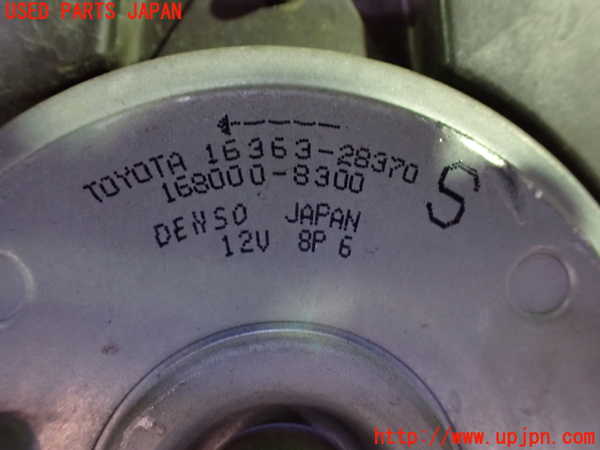 USED PARTS JAPAN
TOYOTA 16363-28370
168000-8300
S
DENSO JAPAN
12V 8P 6
http://www.upjpn.com